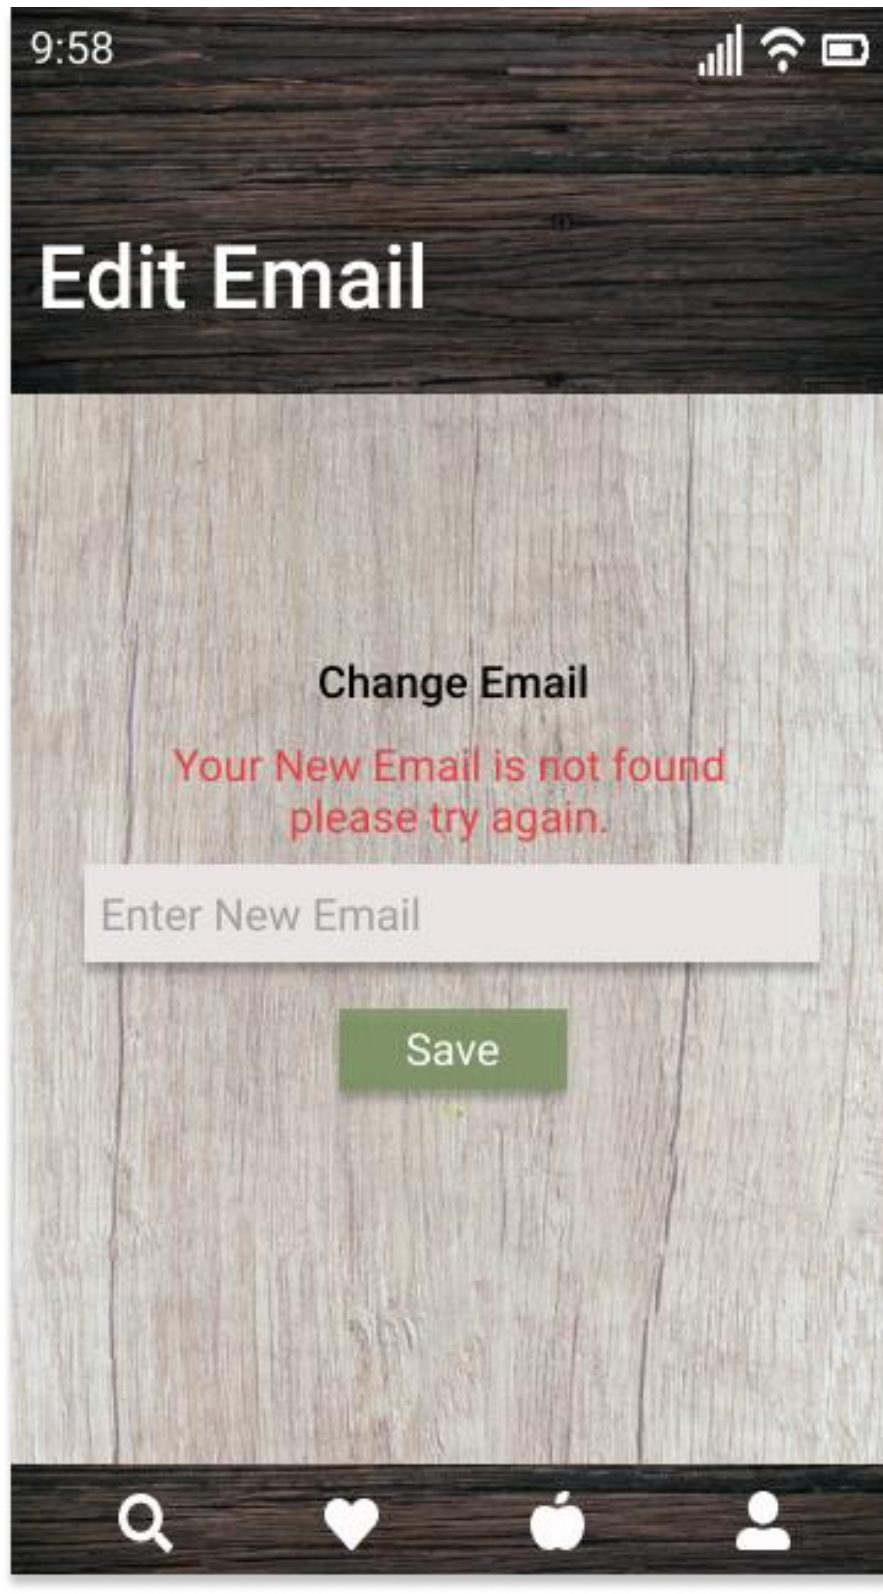 9:58
Edit Email
Change Email
Your New Email is not found
please try again.
Enter New Email
Save